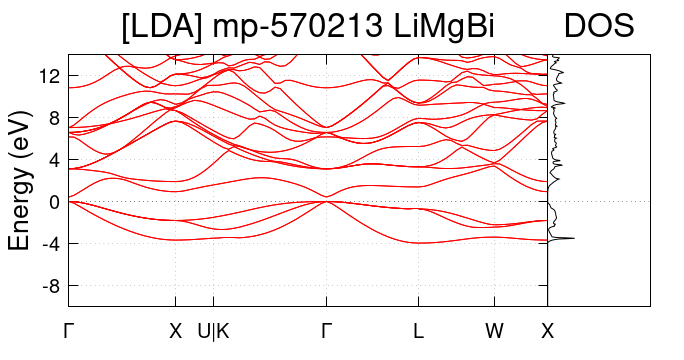 [LDA] mp-570213 LiMgBi DOS
Energy (eV)
12
8
4
0
-4
-8
Γ X U|K Γ L W X